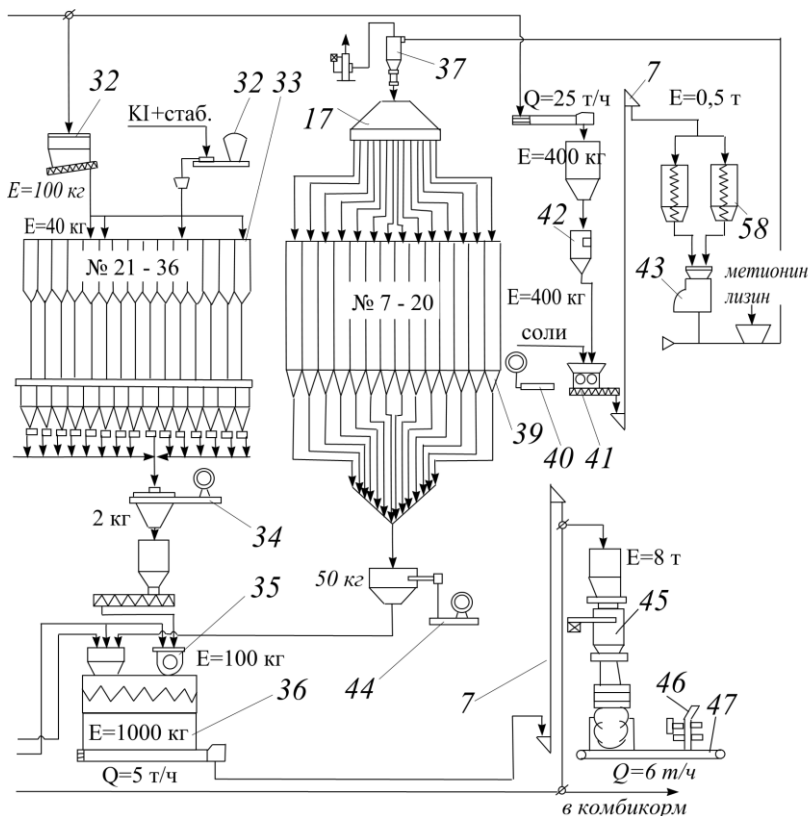 32
KI+стаб.
32
33
E=100 кг
E=40 кг
№ 21 - 36
37
17
№ 7 - 20
Q=25 т/ч
E=400 кг
42
E=400 кг
соли
39
40
41
7
E=0,5 т
58
43
метионин
лизин
2 кг
34
35
E=100 кг
36
E=1000 кг
Q=5 т/ч
50 кг
44
7
E=8 т
45
46
47
Q=6 т/ч
в комбикорм